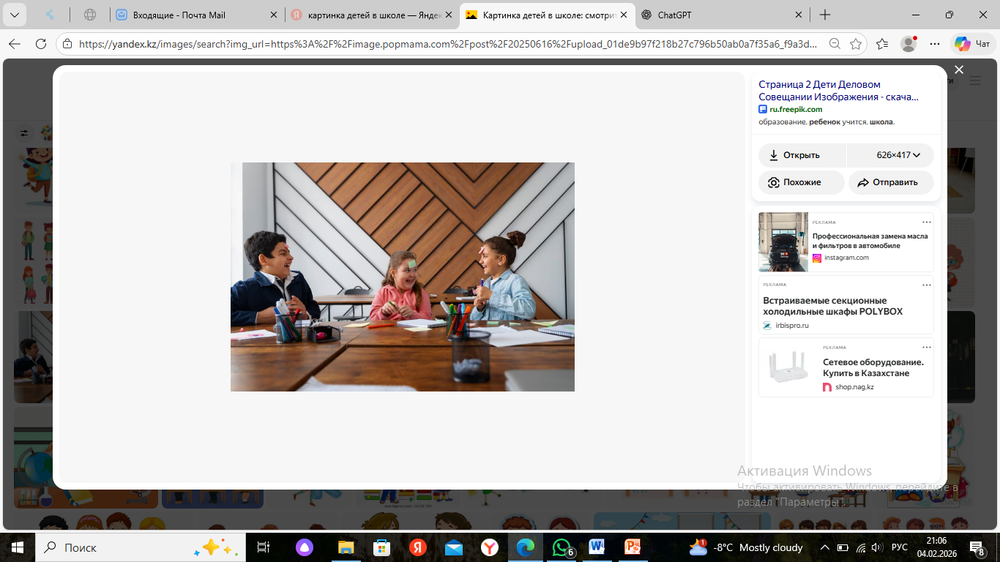 Входящие - Почта Mail
картинка детей в школе — Яндек
Картинка детей в школе: смотри
ChatGPT
https://yandex.kz/images/search?img_url=https%3A%2F%2Fimage.popmama.com%2Fpost%2F20250616%2Fupload_01de9b97f218b27c796b50ab0a7f35a6_f9a3d...
Чат
Страница 2 Дети Деловом
Совещании Изображения - скача...
ru.freepik.com
образование. ребенок учится. школа.
Открыть
626×417
Похожие
Отправить
РЕКЛАМА
Профессиональная замена масла
и фильтров в автомобиле
instagram.com
РЕКЛАМА
Встраиваемые секционные
холодильные шкафы POLYBOX
irbispro.ru
РЕКЛАМА
Сетевое оборудование.
Купить в Казахстане
shop.nag.kz
Активация Windows
Чтобы активировать Windows, перейдите в
раздел "Параметры".
Поиск
6
1
-8°C Mostly cloudy
РУС
21:06
04.02.2026
8